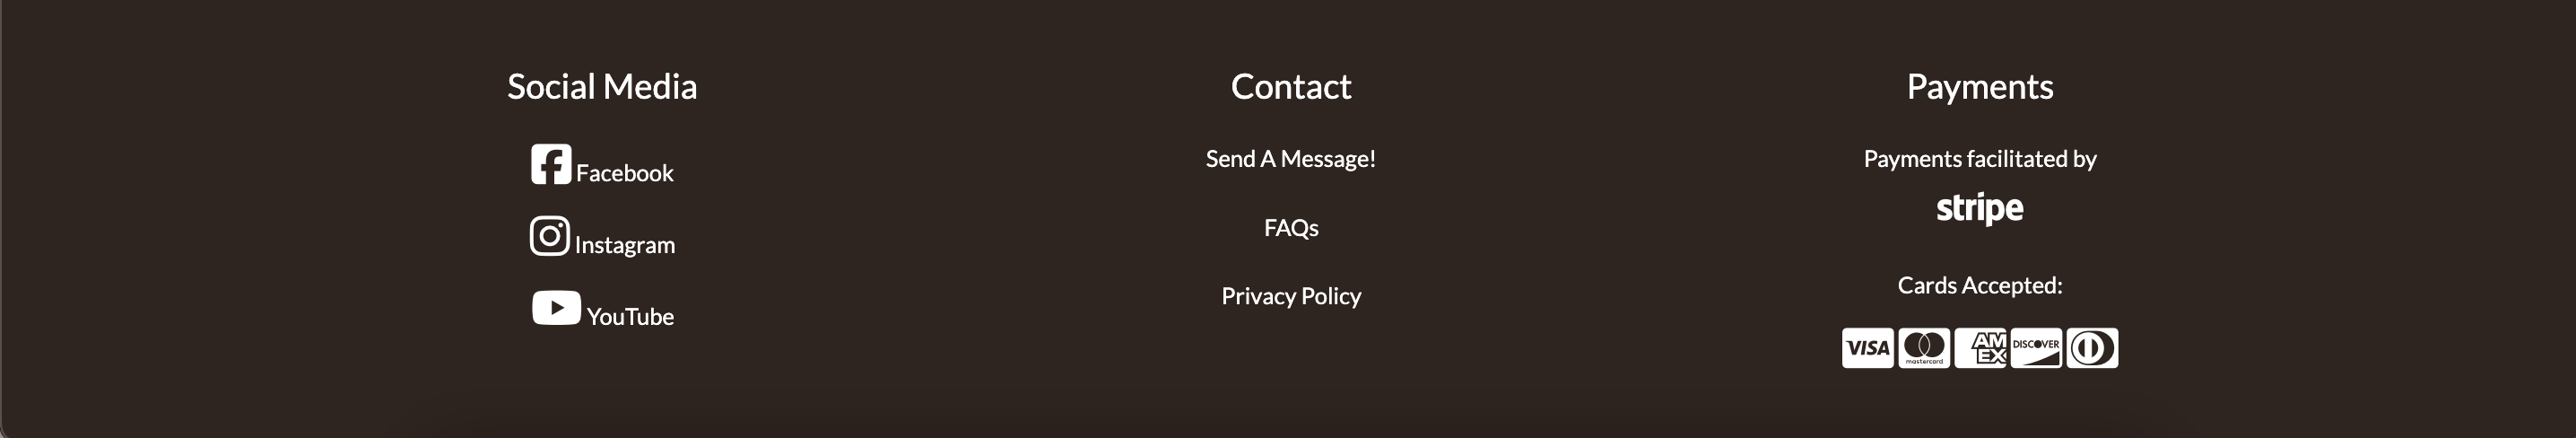 Social Media
Facebook
Instagram
YouTube
Contact
Send A Message!
FAQs
Privacy Policy
Payments
Payments facilitated by
stripe
Cards Accepted:
VISA mastercard AM EX DISCOVER